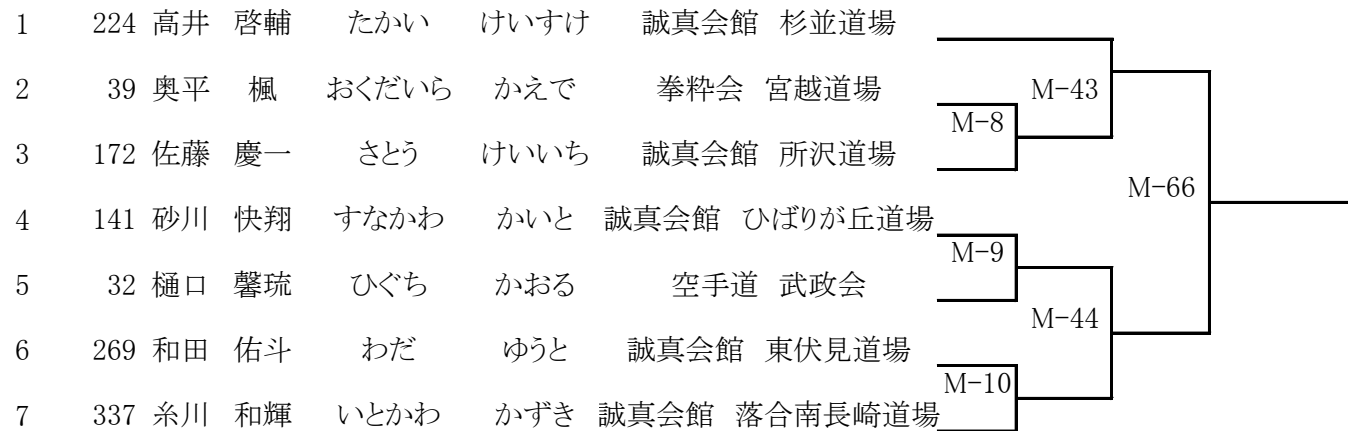 1 224 高井 啓輔 たかい けいすけ 誠真会館 杉並道場
2 39 奥平 楓 おくだいら かえで 拳粋会 宮越道場 M-43
M-8
3 172 佐藤 慶一 さとう けいいち 誠真会館 所沢道場
M-66
4 141 砂川 快翔 すなかわ かいと 誠真会館 ひばりが丘道場
M-9
5 32 樋口 馨琉 ひぐち かおる 空手道 武政会
M-44
6 269 和田 佑斗 わだ ゆうと 誠真会館 東伏見道場
M-10
7 337 糸川 和輝 いとかわ かずき 誠真会館 落合南長崎道場